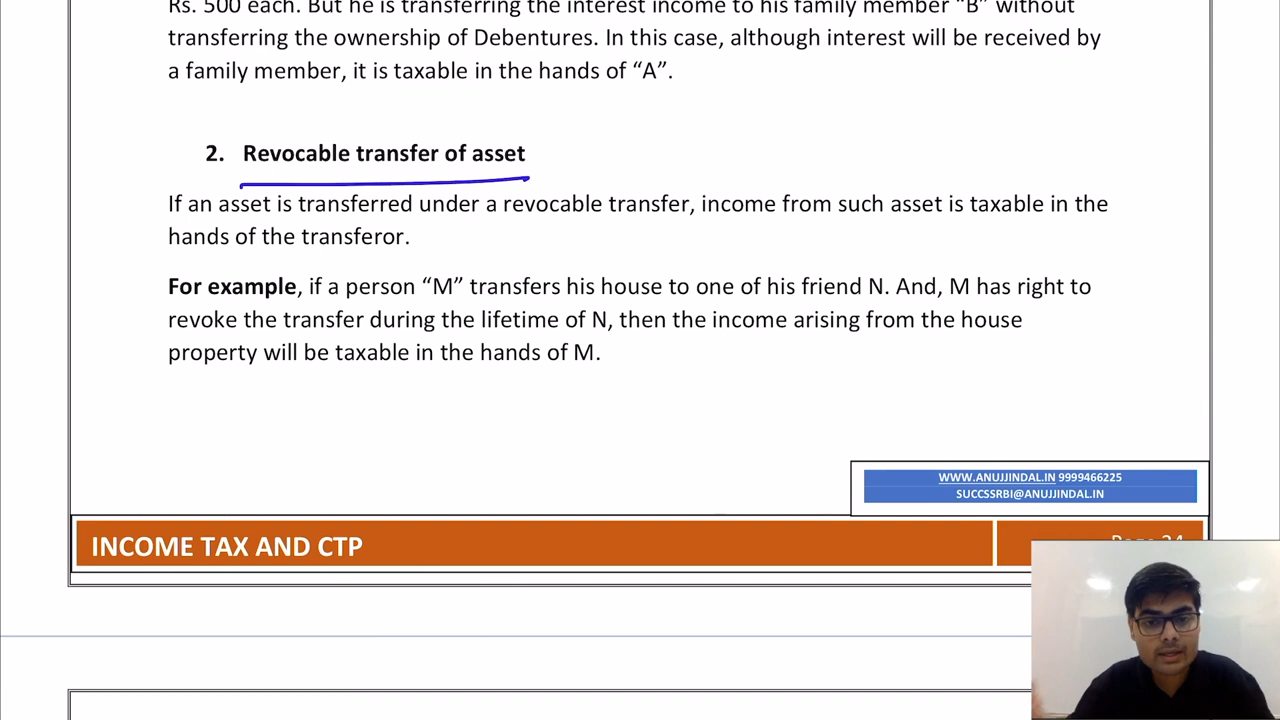 Rs. 500 each. But he is transferring the interest income to his family member “B” without
transferring the ownership of Debentures. In this case, although interest will be received by
a family member, it is taxable in the hands of “A”.
2. Revocable transfer of asset
If an asset is transferred under a revocable transfer, income from such asset is taxable in the
hands of the transferor.
For example, if a person “M” transfers his house to one of his friend N. And, M has right to
revoke the transfer during the lifetime of N, then the income arising from the house
property will be taxable in the hands of M.
WWW.ANUJJINDAL.IN 9999466225
SUCCSSRBI@ANUJJINDAL.IN
INCOME TAX AND CTP
Page 24